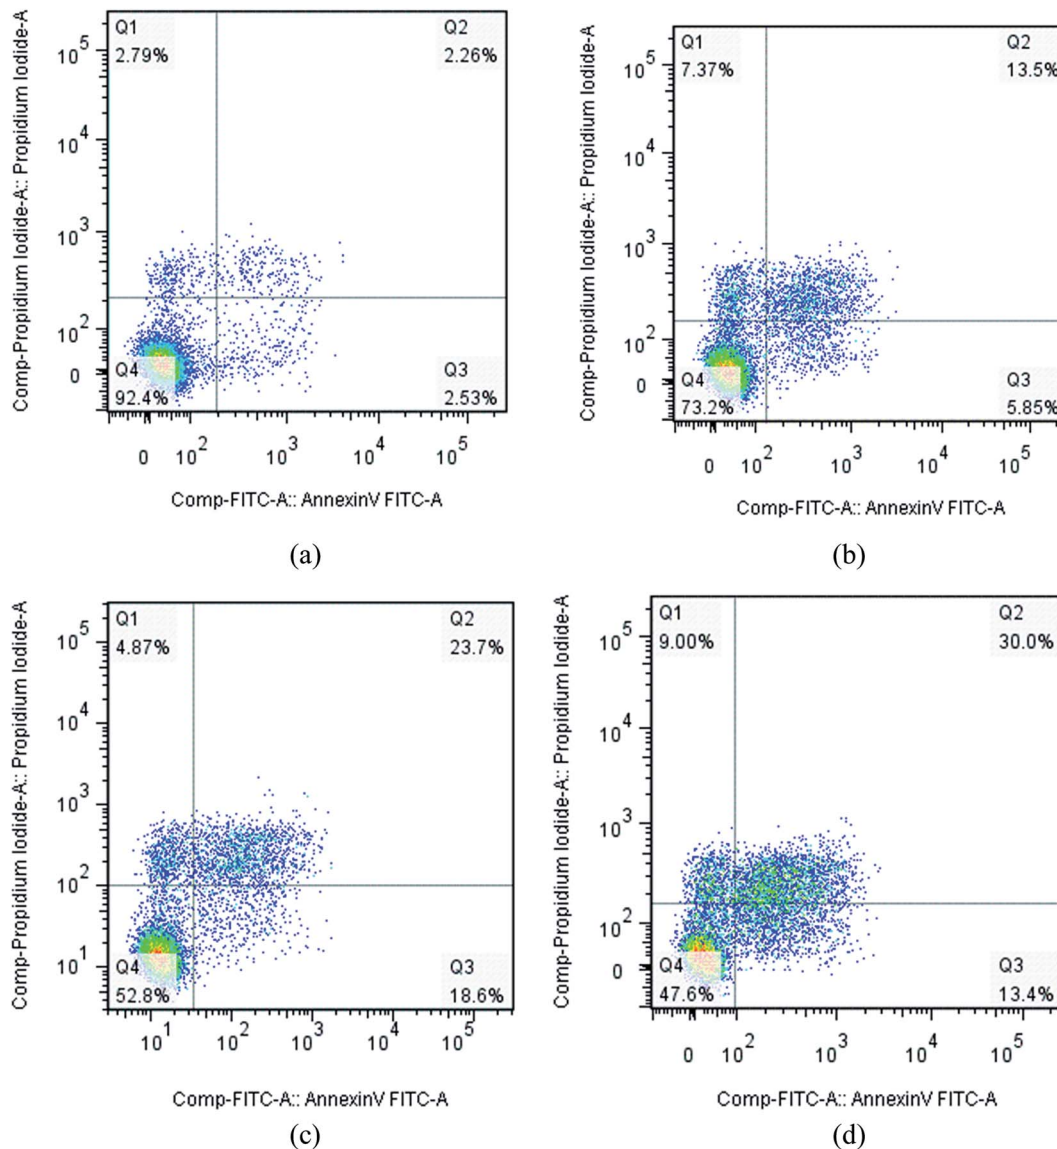 Comp-Propidium Iodide-A:: Propidium Iodide-A
Q1
2.79%
Q2
2.26%
10^5
10^4
10^3
10^2
0
Q4
92.4%
Q3
2.53%
0 10^2 10^3 10^4 10^5
Comp-FITC-A:: AnnexinV FITC-A
(a)
Comp-Propidium Iodide-A:: Propidium Iodide-A
Q1
7.37%
Q2
13.5%
10^5
10^4
10^3
10^2
0
Q4
73.2%
Q3
5.85%
0 10^2 10^3 10^4 10^5
Comp-FITC-A:: AnnexinV FITC-A
(b)
Comp-Propidium Iodide-A:: Propidium Iodide-A
Q1
4.87%
Q2
23.7%
10^5
10^4
10^3
10^2
10^1
Q4
52.8%
Q3
18.6%
10^1 10^2 10^3 10^4 10^5
Comp-FITC-A:: AnnexinV FITC-A
(c)
Comp-Propidium Iodide-A:: Propidium Iodide-A
Q1
9.00%
Q2
30.0%
10^5
10^4
10^3
10^2
0
Q4
47.6%
Q3
13.4%
0 10^2 10^3 10^4 10^5
Comp-FITC-A:: AnnexinV FITC-A
(d)